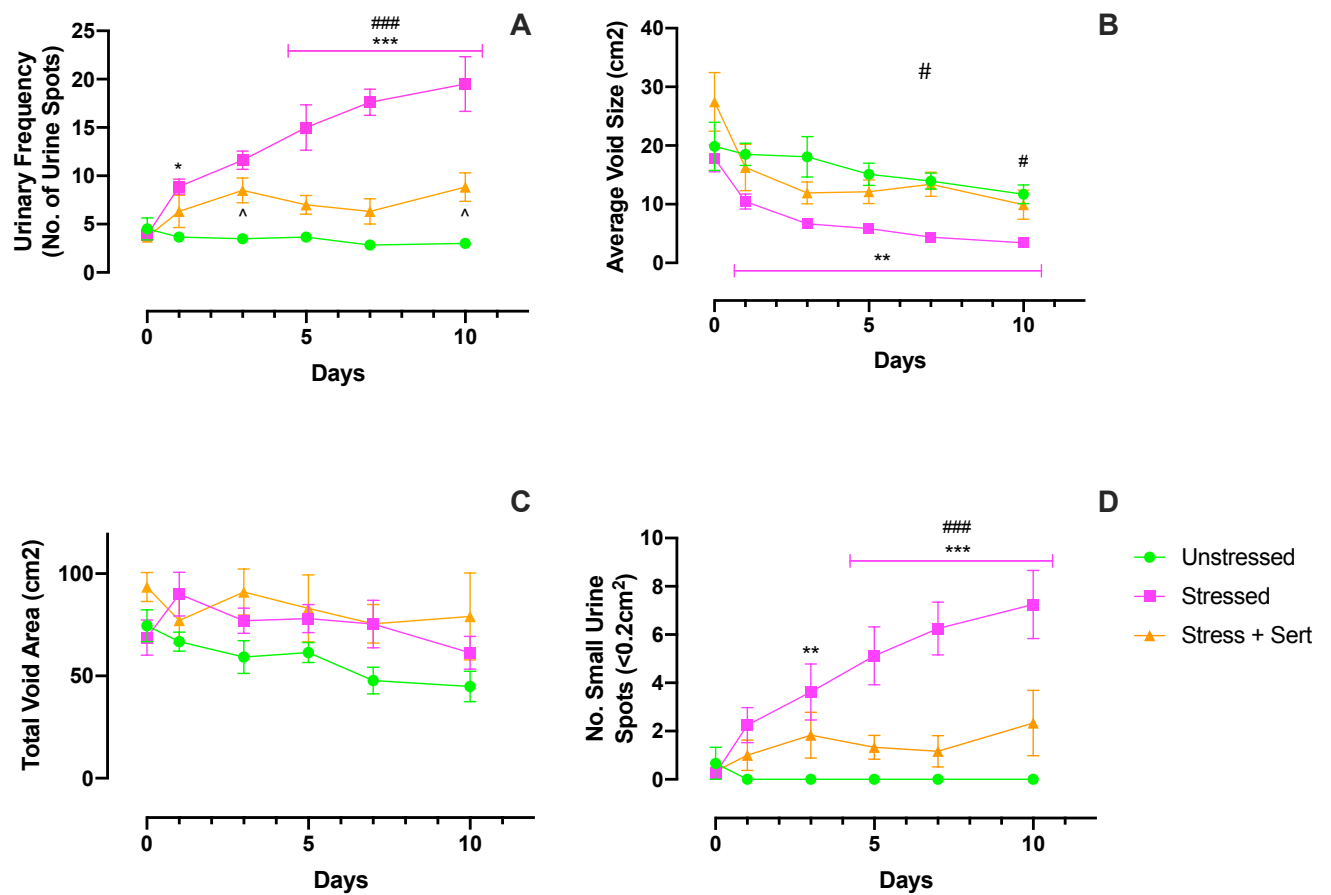 A
Urinary Frequency
(No. of Urine Spots)
25
20
15
10
5
0
###
***
*
^
^
0
5
10
Days
B
Average Void Size (cm2)
40
30
20
10
0
#
#
**
0
5
10
Days
C
Total Void Area (cm2)
100
50
0
0
5
10
Days
D
No. Small Urine
Spots (<0.2cm²)
10
8
6
4
2
0
###
***
**
0
5
10
Days
Unstressed
Stressed
Stress + Sert